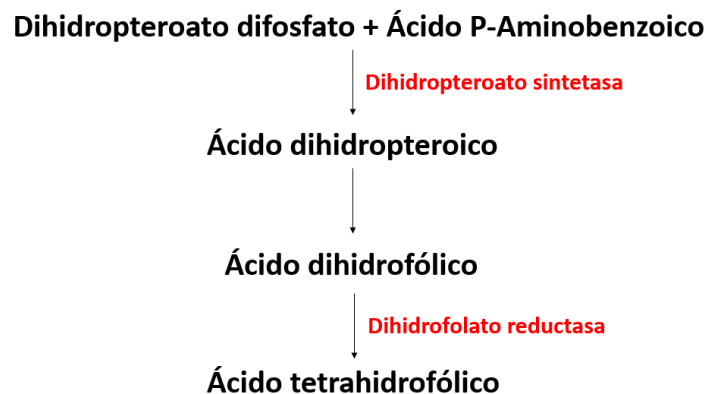 Dihidropteroato difosfato + Ácido P-Aminobenzoico
Dihidropteroato sintetasa
Ácido dihidropteroico
Ácido dihidrofólico
Dihidrofolato reductasa
Ácido tetrahidrofólico